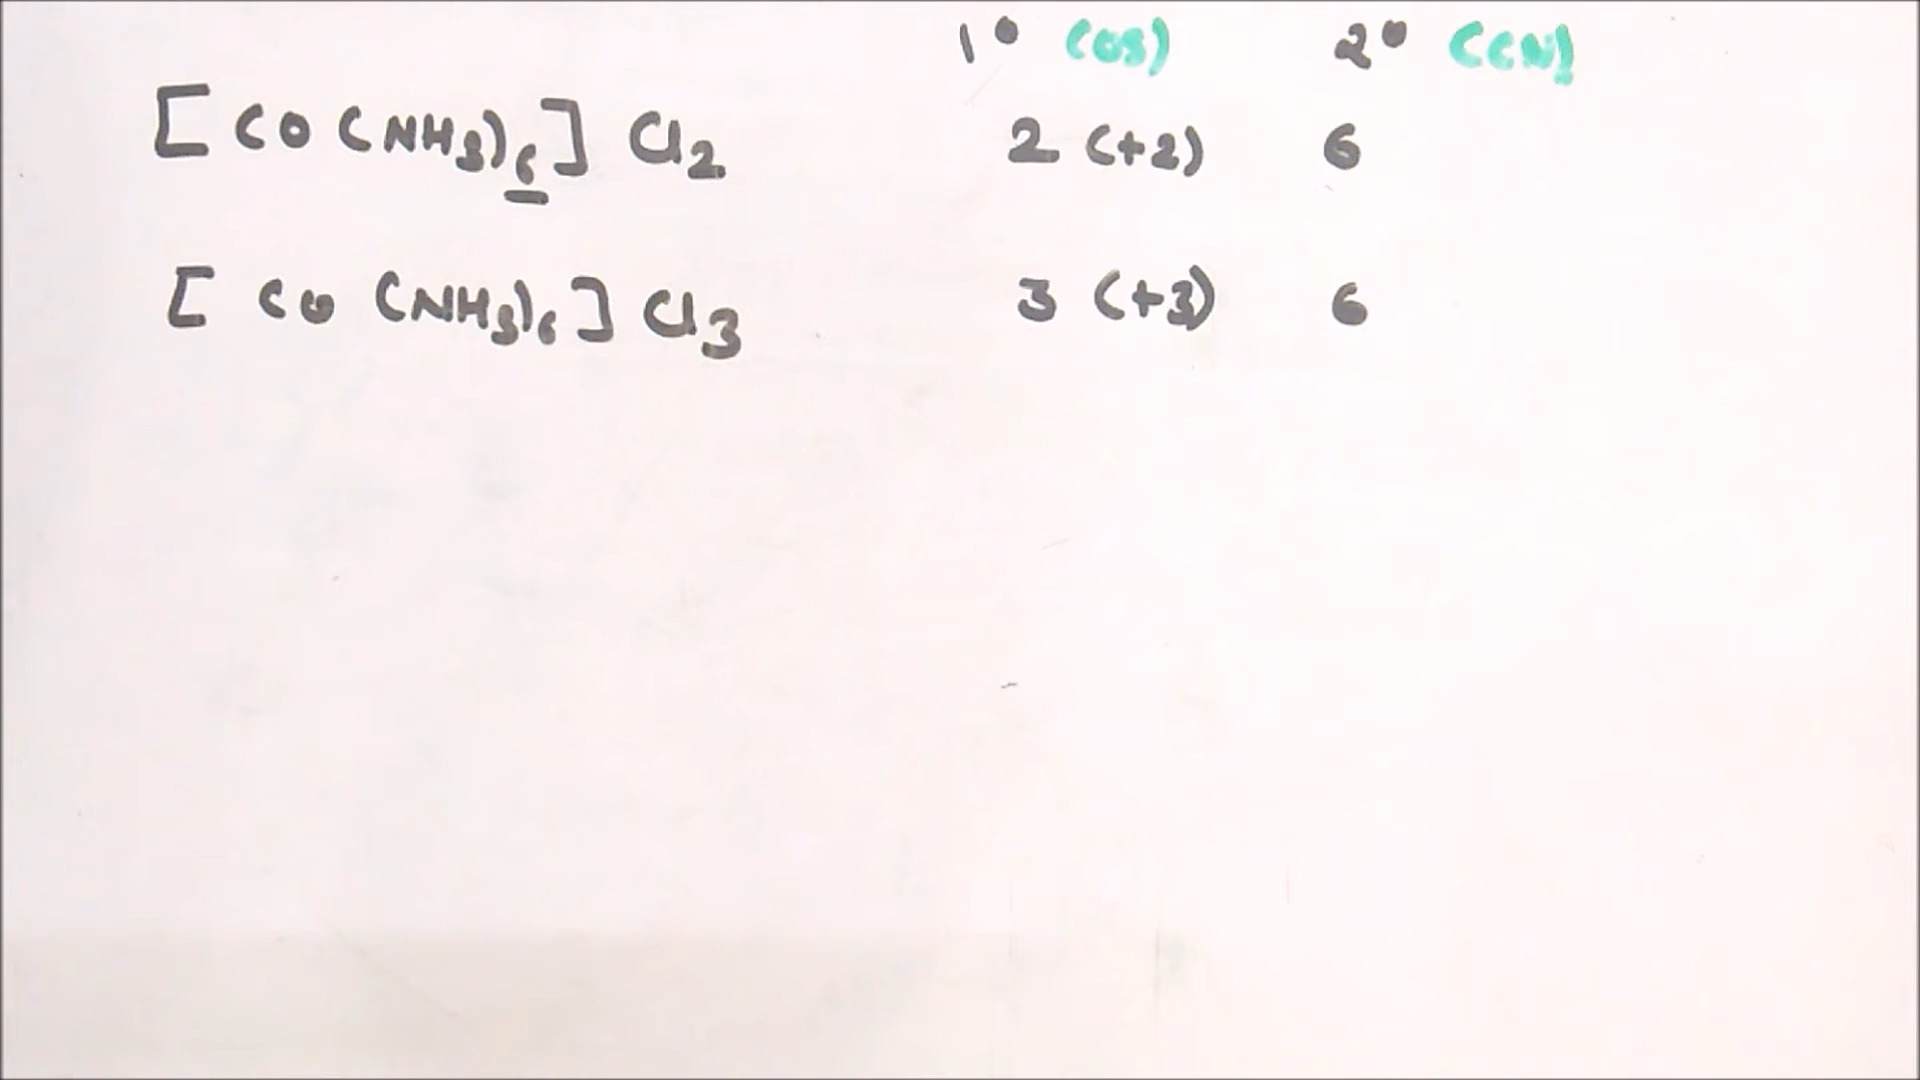 1° (OS) 2° (CN)
[CO(NH3)6]Cl2 2 (+2) 6
[CO(NH3)6]Cl3 3 (+3) 6